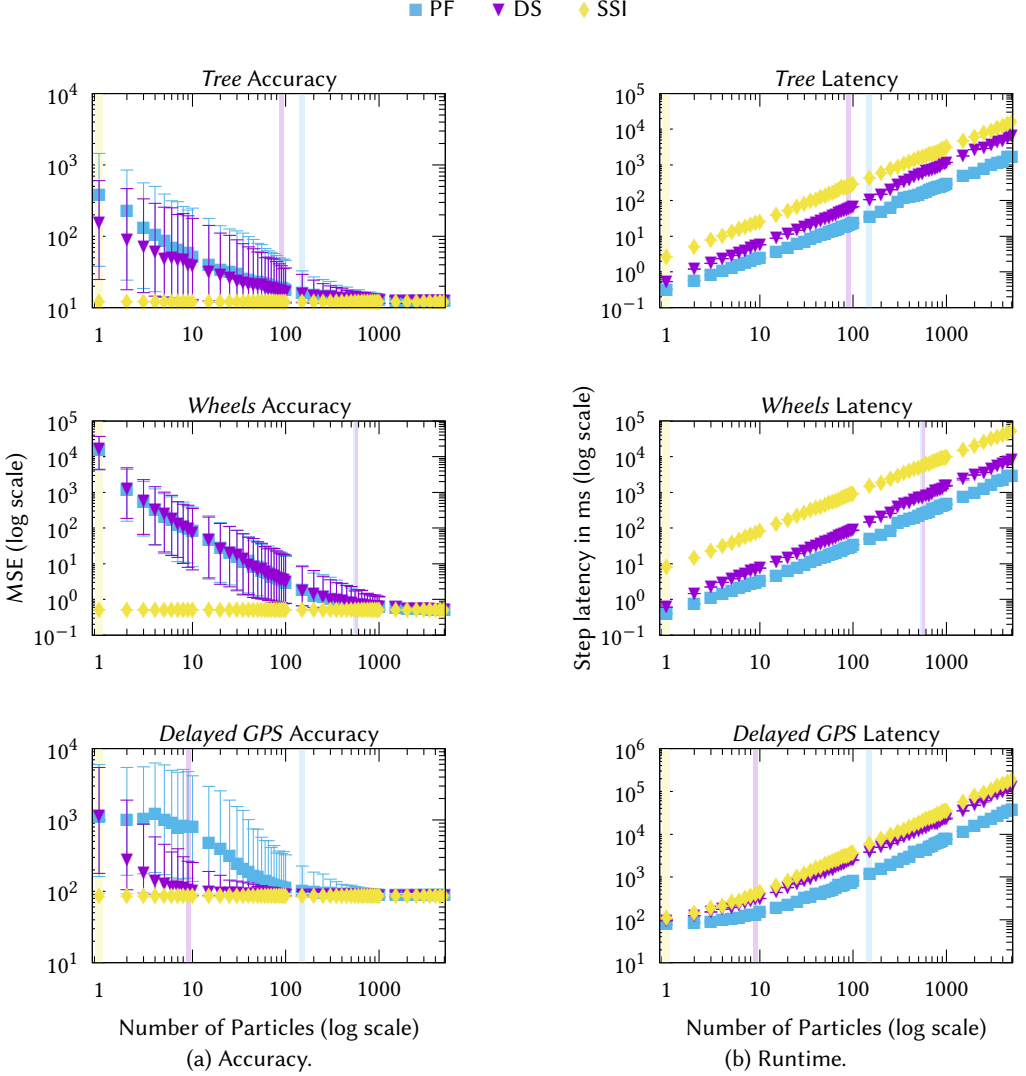 PF DS SSI
Tree Accuracy
10^4
10^3
10^2
10^1
1 10 100 1000
Tree Latency
10^5
10^4
10^3
10^2
10^1
10^0
10^-1
1 10 100 1000
MSE (log scale)
Wheels Accuracy
10^5
10^4
10^3
10^2
10^1
10^0
10^-1
1 10 100 1000
Step latency in ms (log scale)
Wheels Latency
10^5
10^4
10^3
10^2
10^1
10^0
10^-1
1 10 100 1000
Delayed GPS Accuracy
10^4
10^3
10^2
10^1
1 10 100 1000
Number of Particles (log scale)
(a) Accuracy.
Delayed GPS Latency
10^6
10^5
10^4
10^3
10^2
10^1
1 10 100 1000
Number of Particles (log scale)
(b) Runtime.